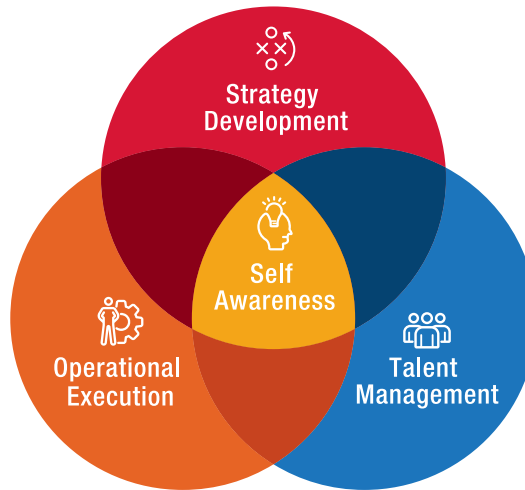 Strategy
Development
Self
Awareness
Operational
Execution
Talent
Management